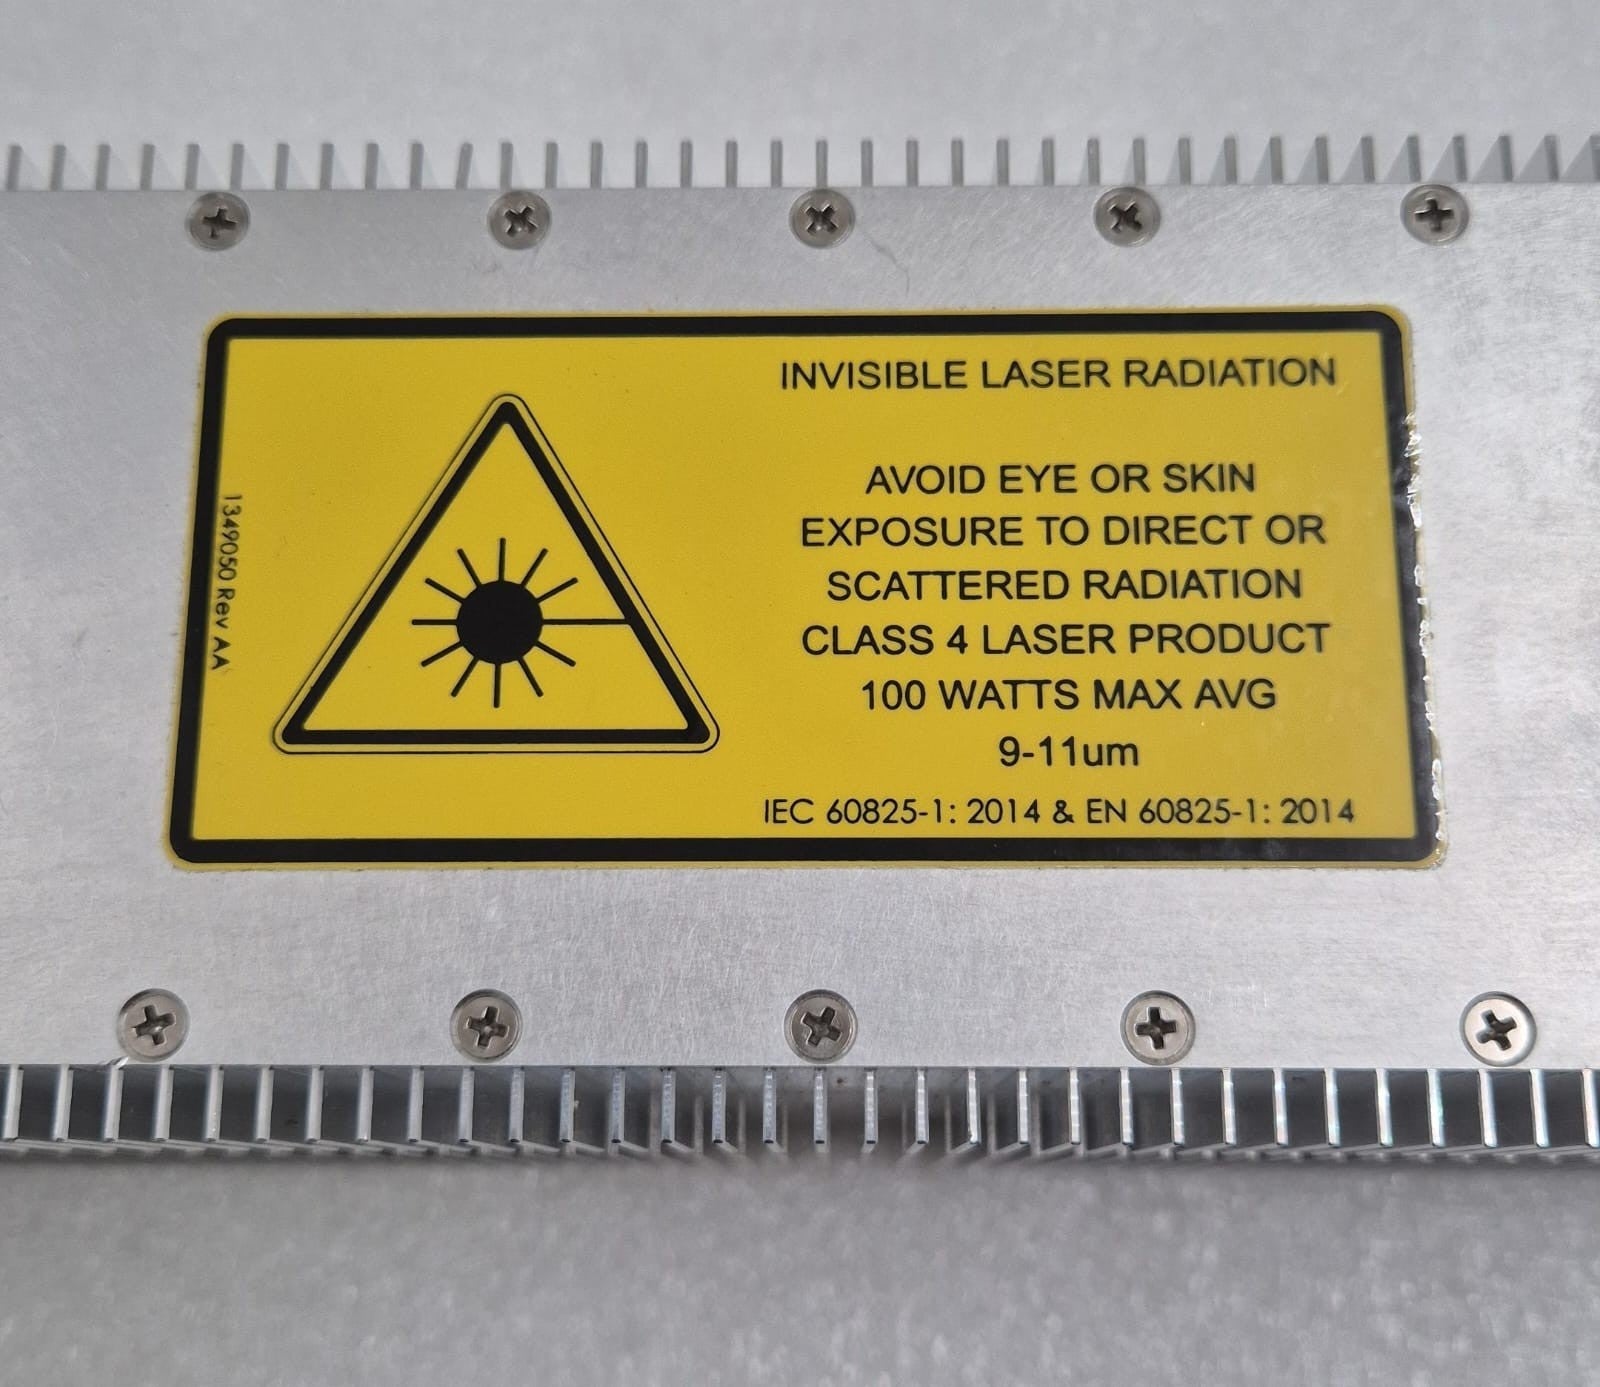 INVISIBLE LASER RADIATION
AVOID EYE OR SKIN
EXPOSURE TO DIRECT OR
SCATTERED RADIATION
CLASS 4 LASER PRODUCT
100 WATTS MAX AVG
9-11um
IEC 60825-1: 2014 & EN 60825-1: 2014
1349050 Rev AA